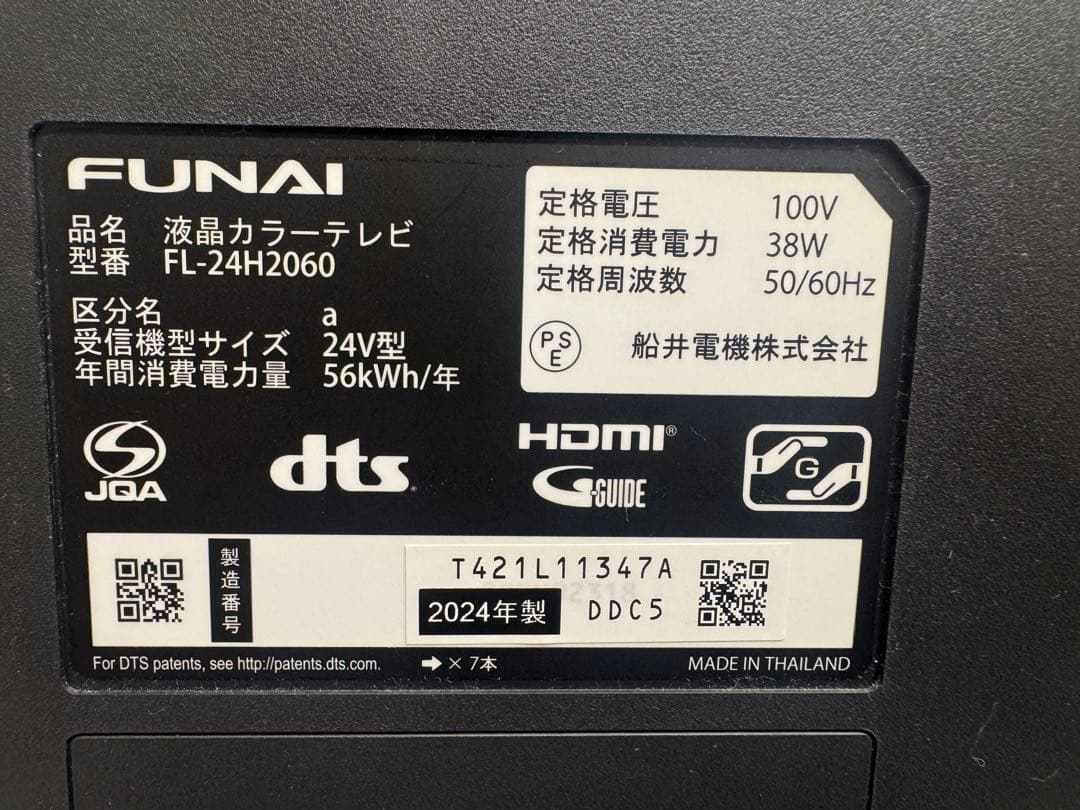 FUNAI
品名 液晶カラーテレビ
型番 FL-24H2060
区分名 a
受信機型サイズ 24V型
年間消費電力量 56kWh/年
定格電圧 100V
定格消費電力 38W
定格周波数 50/60Hz
PSE 船井電機株式会社
JQA
dts
HDMI®
G-GUIDE
G
製造番号
T421L11347A
2024年製 DDC5
For DTS patents, see http://patents.dts.com.
➡ × 7本
MADE IN THAILAND